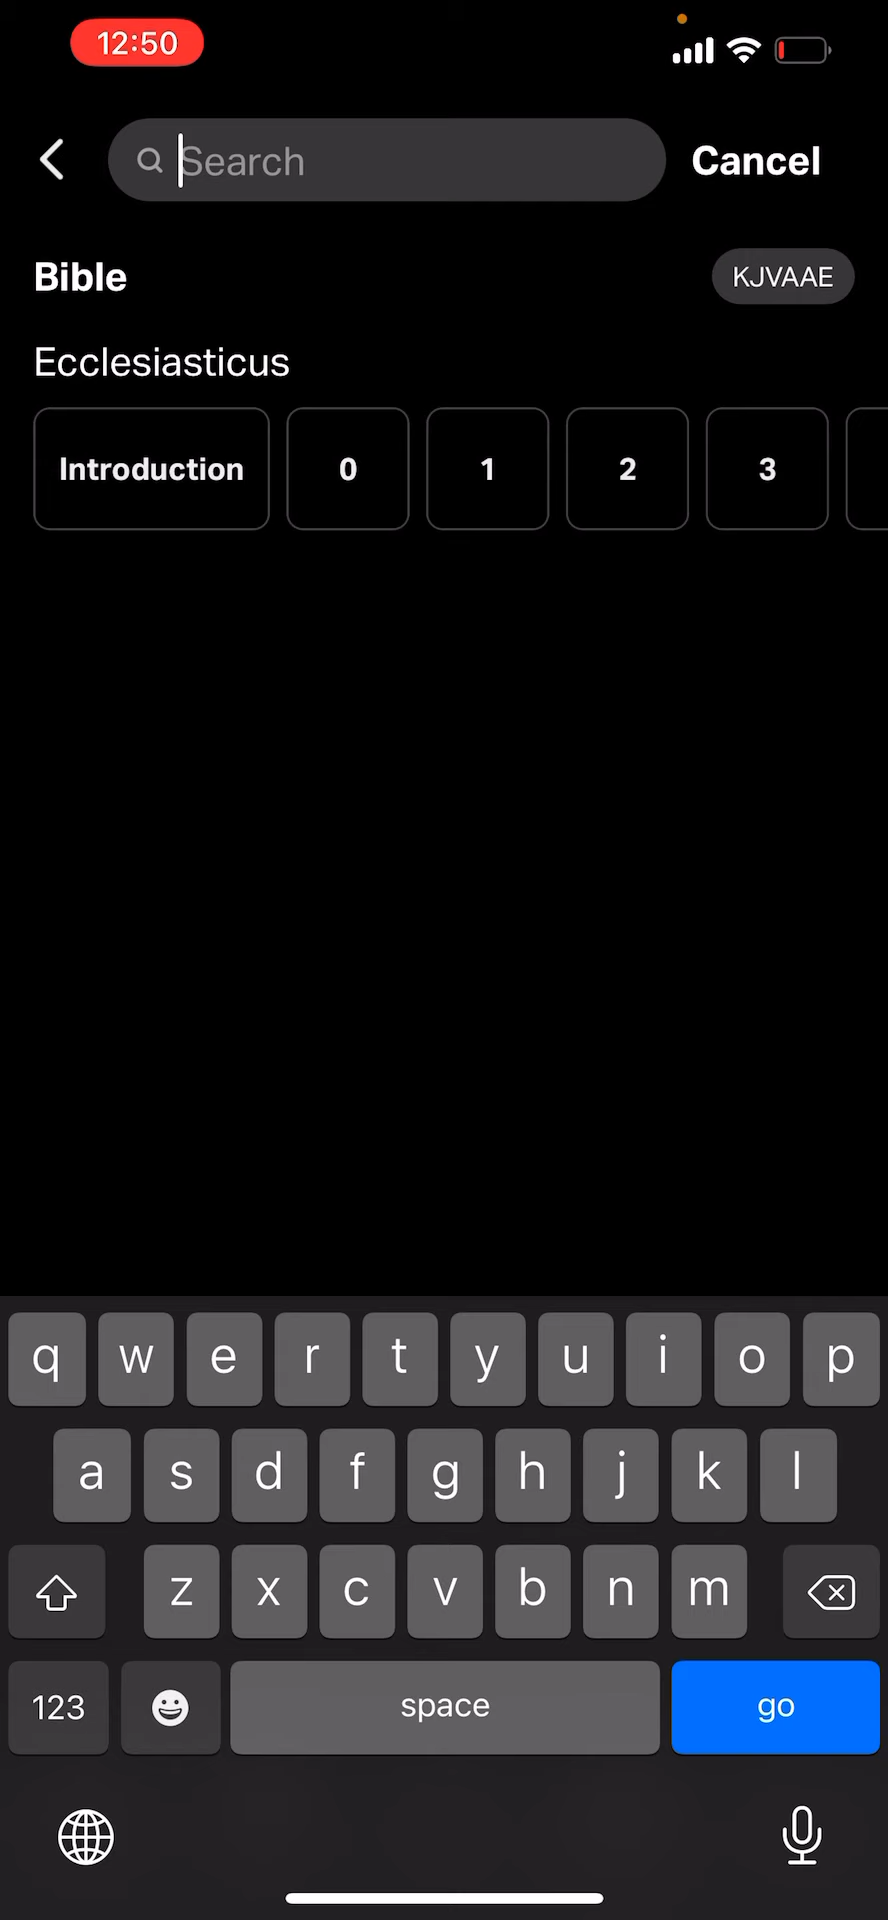 12:50
Search Cancel
Bible KJVAAE
Ecclesiasticus
Introduction 0 1 2 3
q w e r t y u i o p
a s d f g h j k l
z x c v b n m
123 space go